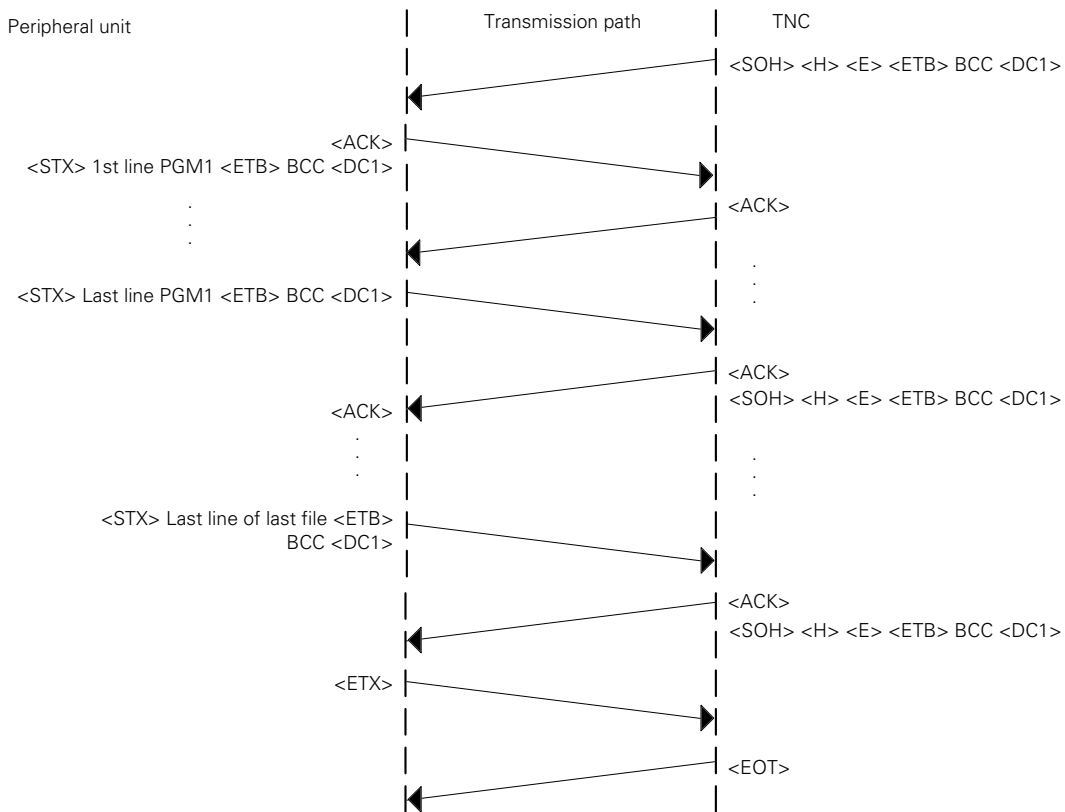 Peripheral unit
Transmission path
TNC
<SOH> <H> <E> <ETB> BCC <DC1>
<ACK>
<STX> 1st line PGM1 <ETB> BCC <DC1>
.
.
.
<ACK>
.
.
.
<STX> Last line PGM1 <ETB> BCC <DC1>
<ACK>
<SOH> <H> <E> <ETB> BCC <DC1>
<ACK>
.
.
.
.
.
.
<STX> Last line of last file <ETB>
BCC <DC1>
<ACK>
<SOH> <H> <E> <ETB> BCC <DC1>
<ETX>
<EOT>